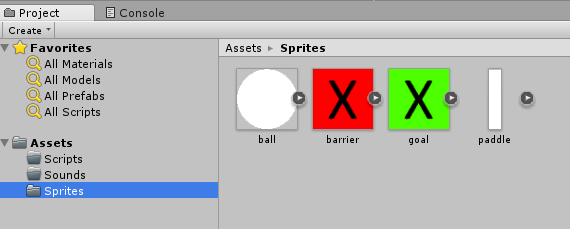 Project Console
Create
Favorites
All Materials
All Models
All Prefabs
All Scripts
Assets
Scripts
Sounds
Sprites
Assets ▸ Sprites
X X
ball barrier goal paddle